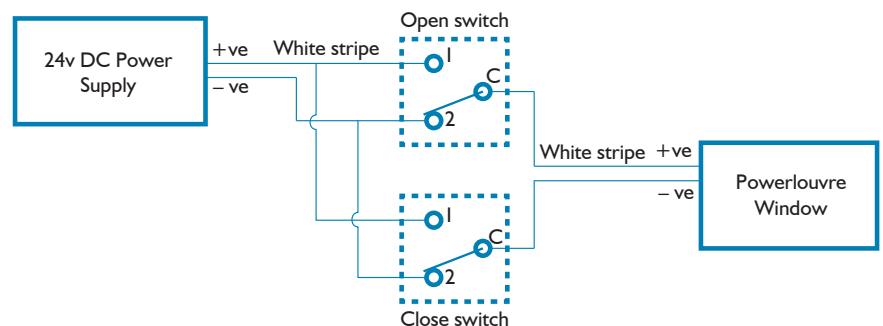 Open switch
24v DC Power
Supply
+ve
White stripe
– ve
1
C
2
White stripe
+ve
– ve
Powerlouvre
Window
1
C
2
Close switch